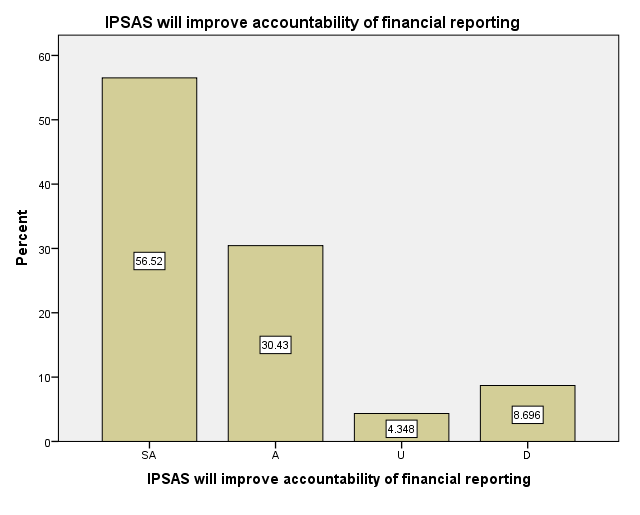 IPSAS will improve accountability of financial reporting
60
50
40
30
20
10
0
Percent
56.52
30.43
4.348
8.696
SA A U D
IPSAS will improve accountability of financial reporting